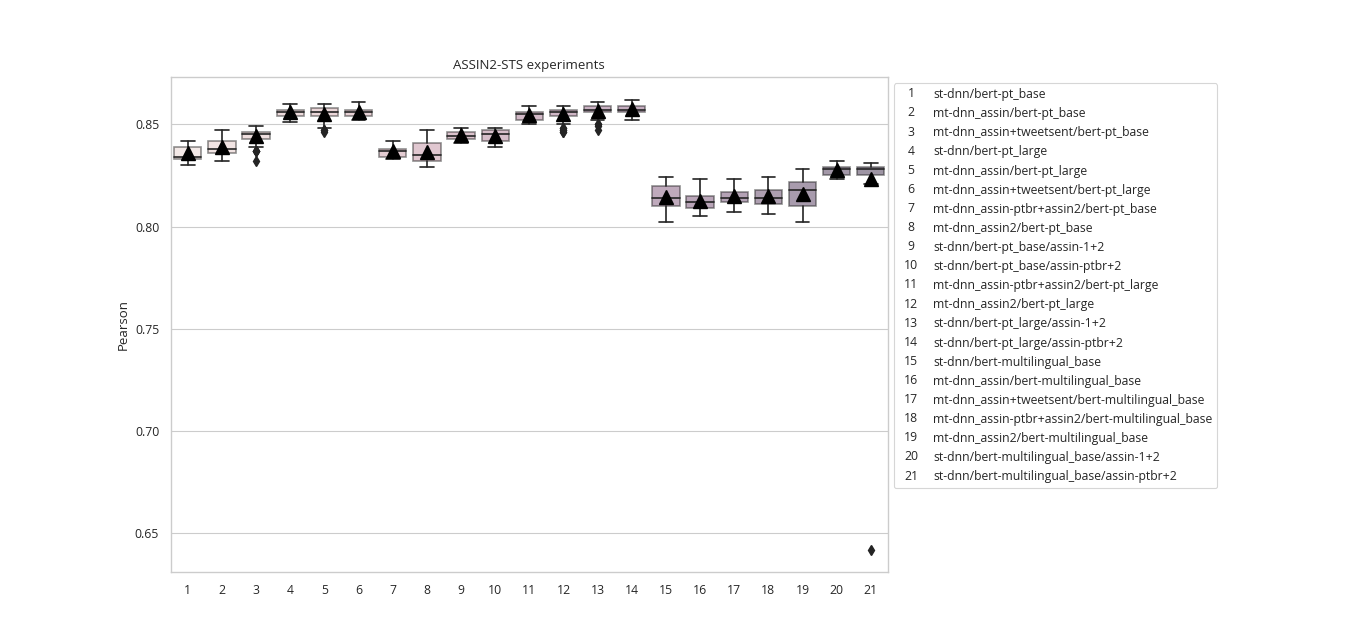 ASSIN2-STS experiments
0.85
0.80
0.75
0.70
0.65
Pearson
1 2 3 4 5 6 7 8 9 10 11 12 13 14 15 16 17 18 19 20 21
1 st-dnn/bert-pt_base
2 mt-dnn_assin/bert-pt_base
3 mt-dnn_assin+tweetsent/bert-pt_base
4 st-dnn/bert-pt_large
5 mt-dnn_assin/bert-pt_large
6 mt-dnn_assin+tweetsent/bert-pt_large
7 mt-dnn_assin-ptbr+assin2/bert-pt_base
8 mt-dnn_assin2/bert-pt_base
9 st-dnn/bert-pt_base/assin-1+2
10 st-dnn/bert-pt_base/assin-ptbr+2
11 mt-dnn_assin-ptbr+assin2/bert-pt_large
12 mt-dnn_assin2/bert-pt_large
13 st-dnn/bert-pt_large/assin-1+2
14 st-dnn/bert-pt_large/assin-ptbr+2
15 st-dnn/bert-multilingual_base
16 mt-dnn_assin/bert-multilingual_base
17 mt-dnn_assin+tweetsent/bert-multilingual_base
18 mt-dnn_assin-ptbr+assin2/bert-multilingual_base
19 mt-dnn_assin2/bert-multilingual_base
20 st-dnn/bert-multilingual_base/assin-1+2
21 st-dnn/bert-multilingual_base/assin-ptbr+2